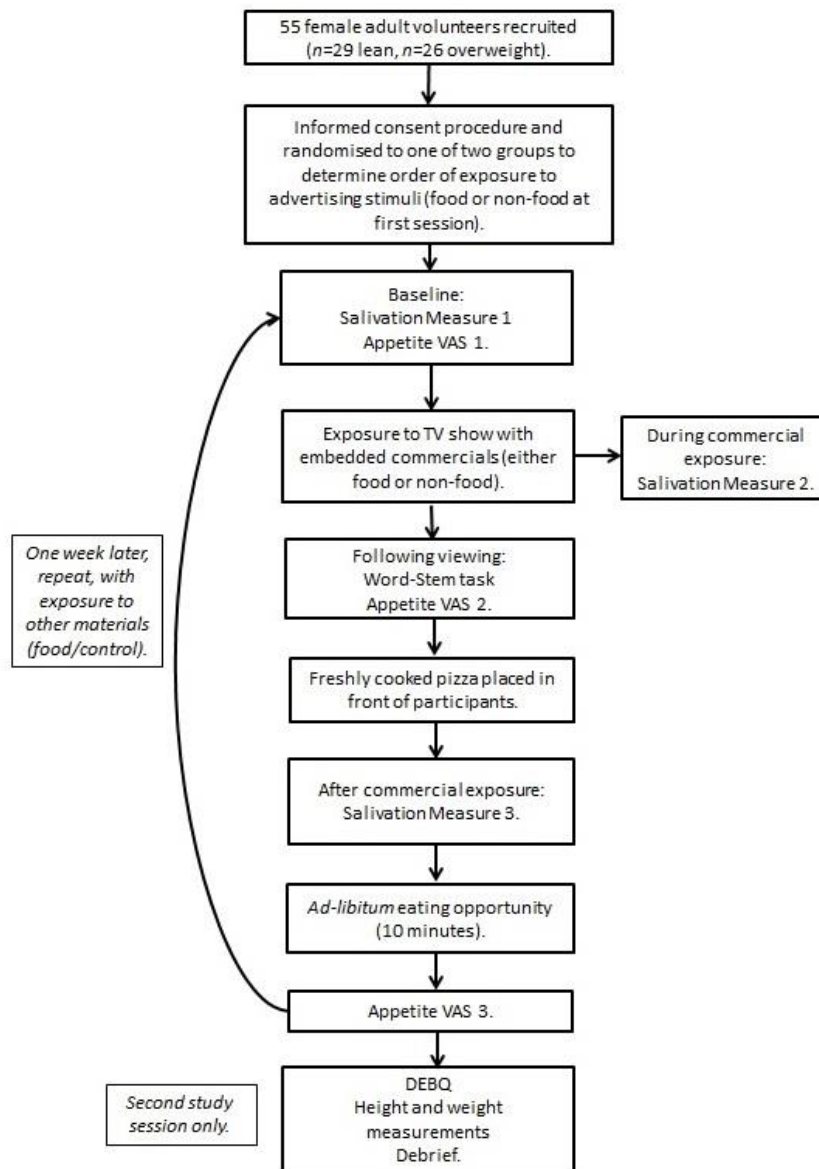 55 female adult volunteers recruited
(n=29 lean, n=26 overweight).
Informed consent procedure and
randomised to one of two groups to
determine order of exposure to
advertising stimuli (food or non-food at
first session).
Baseline:
Salivation Measure 1
Appetite VAS 1.
Exposure to TV show with
embedded commercials (either
food or non-food).
During commercial
exposure:
Salivation Measure 2.
One week later,
repeat, with
exposure to
other materials
(food/control).
Following viewing:
Word-Stem task
Appetite VAS 2.
Freshly cooked pizza placed in
front of participants.
After commercial exposure:
Salivation Measure 3.
Ad-libitum eating opportunity
(10 minutes).
Appetite VAS 3.
Second study
session only.
DEBQ
Height and weight
measurements
Debrief.